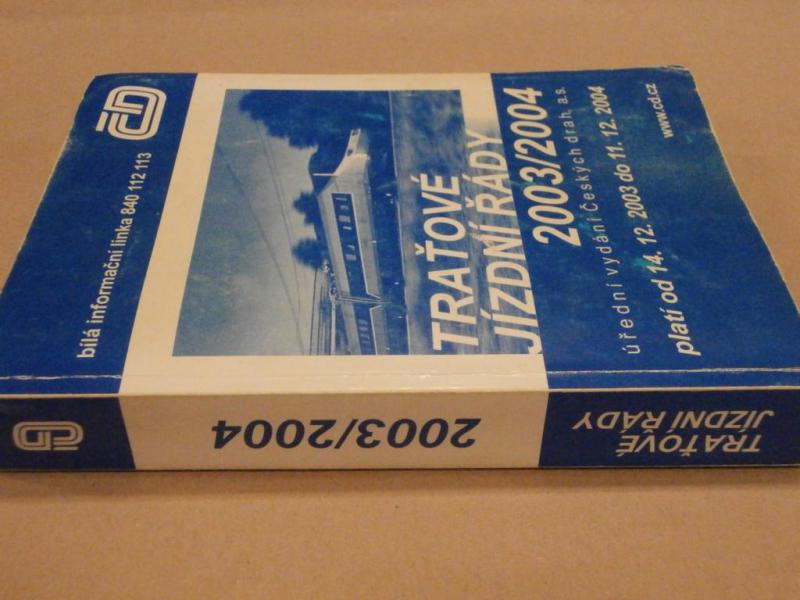 bílá informační linka 840 112 113
ČD
TRAŤOVÉ
JÍZDNÍ ŘÁDY
2003/2004
úřední vydání Českých drah, a.s.
platí od 14. 12. 2003 do 11. 12. 2004
www.cd.cz
TRAŤOVÉ
JÍZDNÍ ŘÁDY
2003/2004
ČD